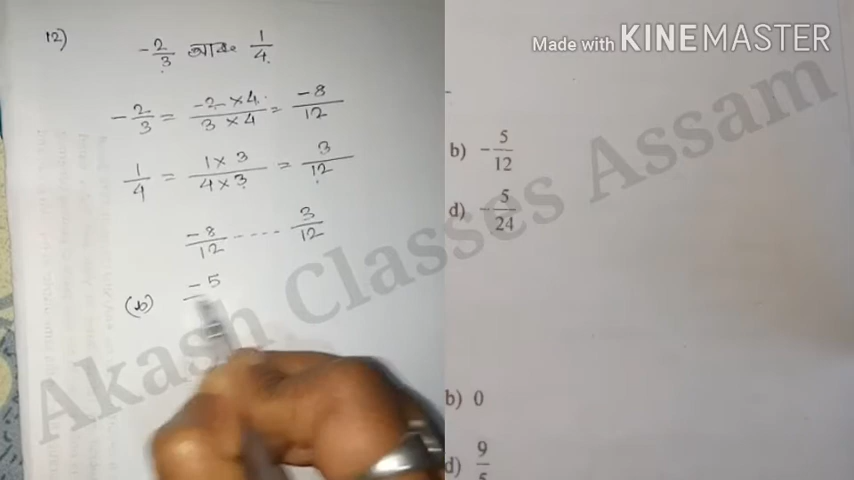 12) -2/3 আৰু 1/4
-2/3 = -2×4/3×4 = -8/12
1/4 = 1×3/4×3 = 3/12
-8/12 ---- 3/12
(b) -5
Made with KINEMASTER
b) -5/12
d) -5/24
b) 0
d) 9/5
Akash Classes Assam